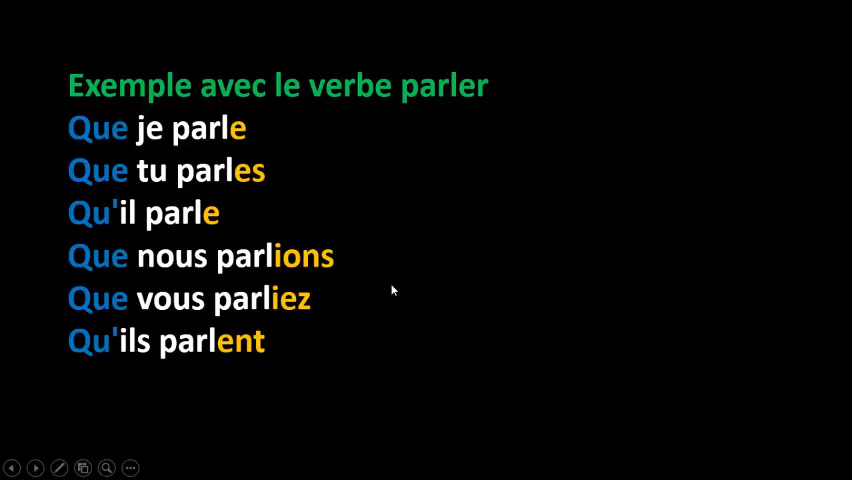 Exemple avec le verbe parler
Que je parle
Que tu parles
Qu'il parle
Que nous parlions
Que vous parliez
Qu'ils parlent